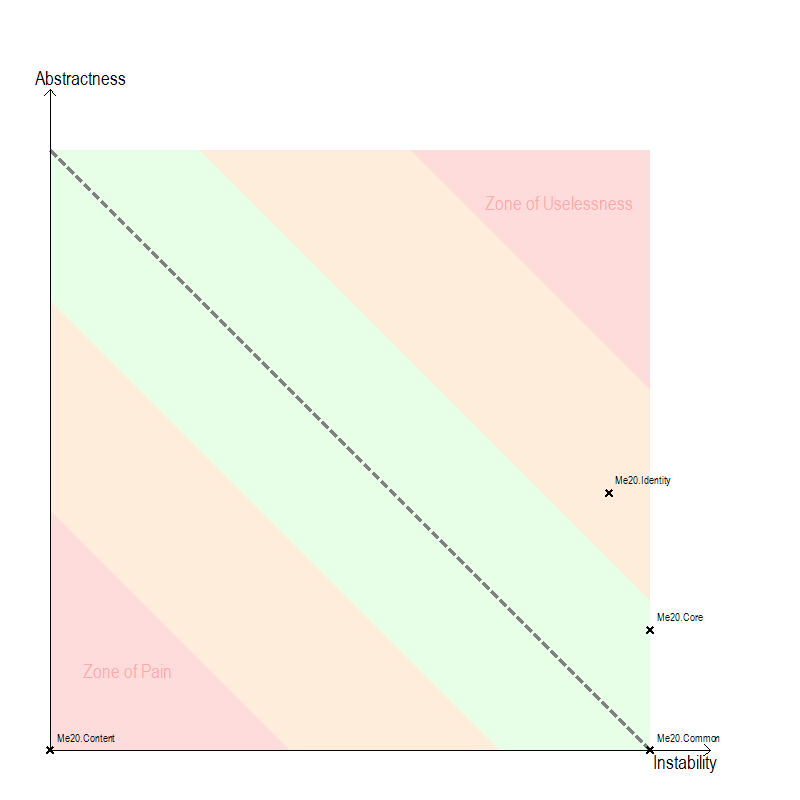 Abstractness
Zone of Uselessness
Me20.Identity
Me20.Core
Zone of Pain
Me20.Content
Me20.Common
Instability